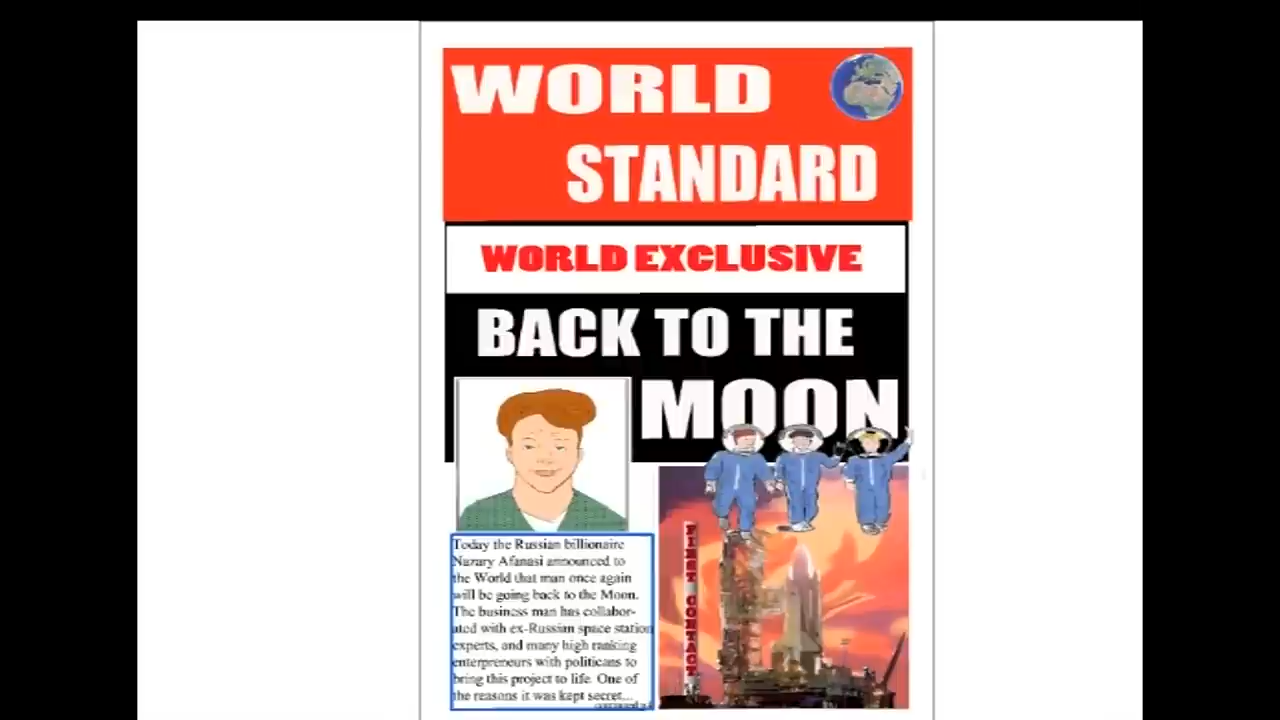 WORLD
STANDARD
WORLD EXCLUSIVE
BACK TO THE
MOON
Today the Russian billionaire
Nazary Afanasi announced to
the World that man once again
will be going back to the Moon.
The business man has collabor-
ated with ex-Russian space station
experts, and many high ranking
enterpreneurs with politicans to
bring this project to life. One of
the reasons it was kept secret...
FIRST CONTACT